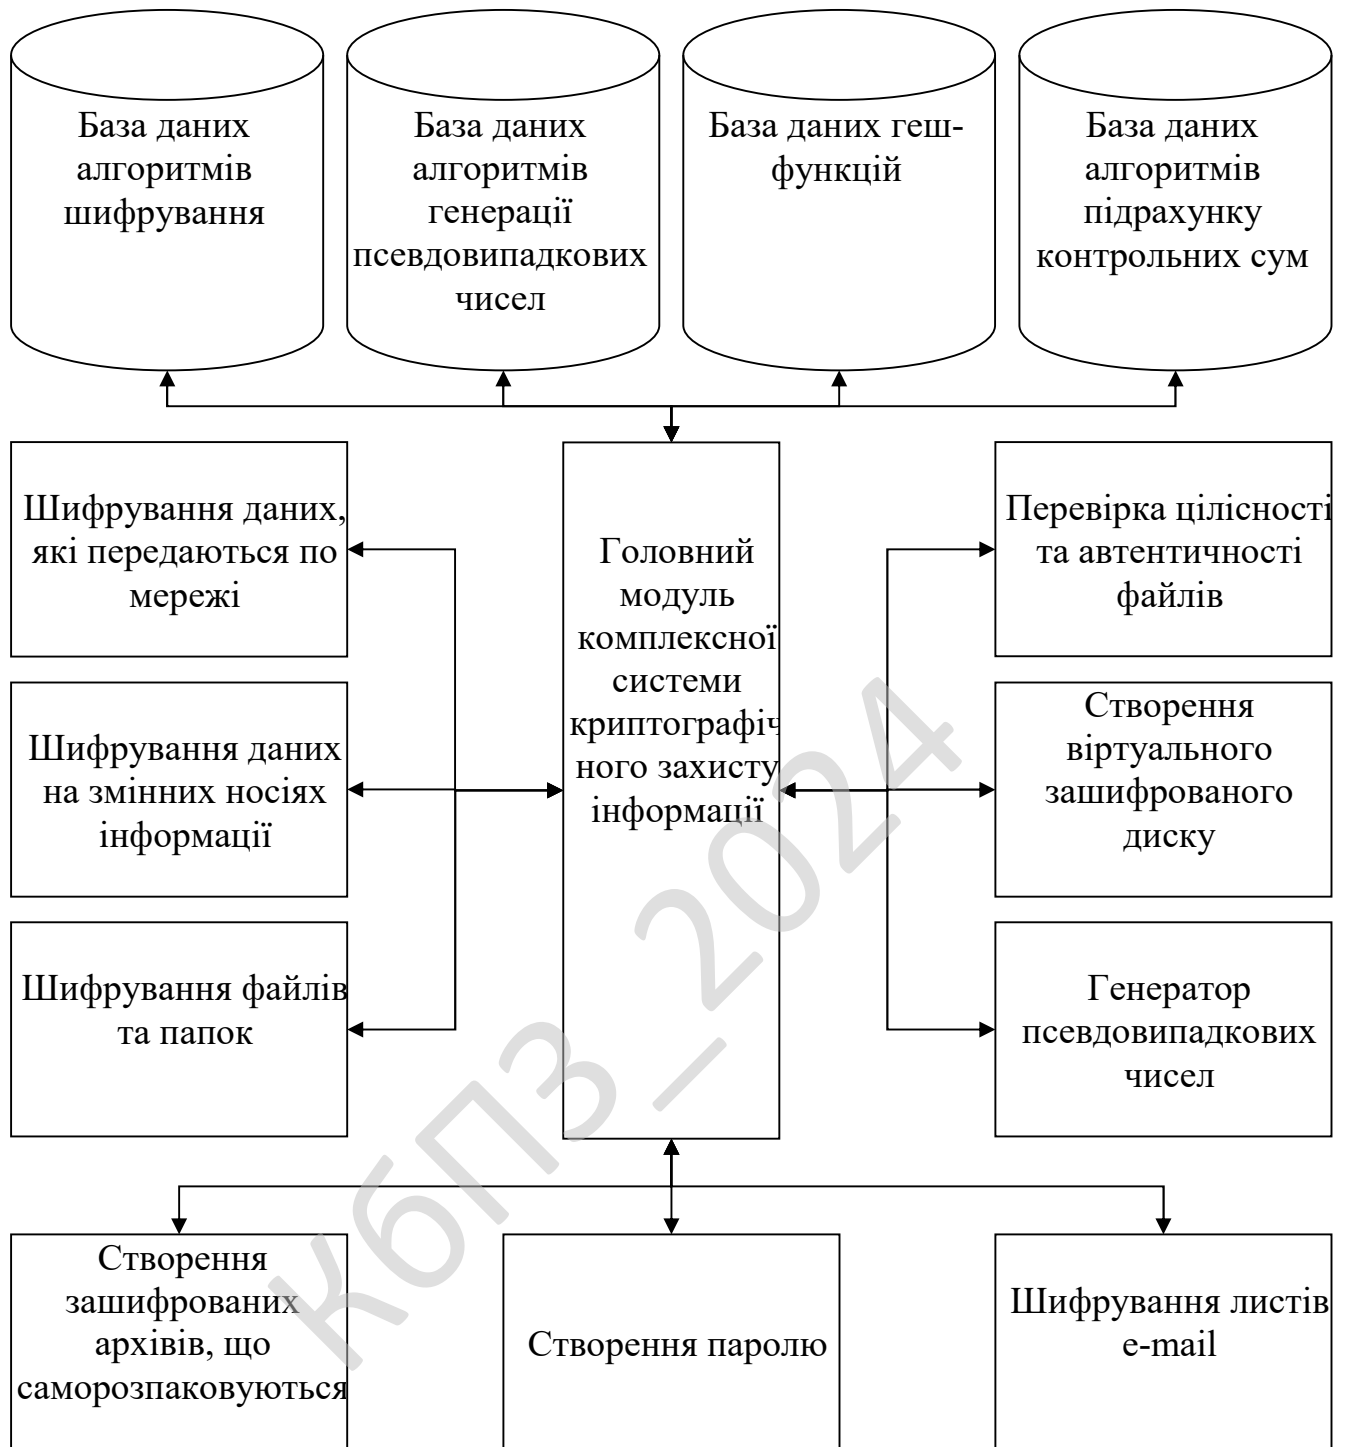 База даних
алгоритмів
шифрування
База даних
алгоритмів
генерації
псевдовипадкових
чисел
База даних геш-
функцій
База даних
алгоритмів
підрахунку
контрольних сум
Шифрування даних,
які передаються по
мережі
Головний
модуль
комплексної
системи
криптографіч
ного захисту
інформації
Перевірка цілісності
та автентичності
файлів
Шифрування даних
на змінних носіях
інформації
Створення
віртуального
зашифрованого
диску
Шифрування файлів
та папок
Генератор
псевдовипадкових
чисел
Створення
зашифрованих
архівів, що
саморозпаковуються
Створення паролю
Шифрування листів
e-mail
КбПЗ_2024